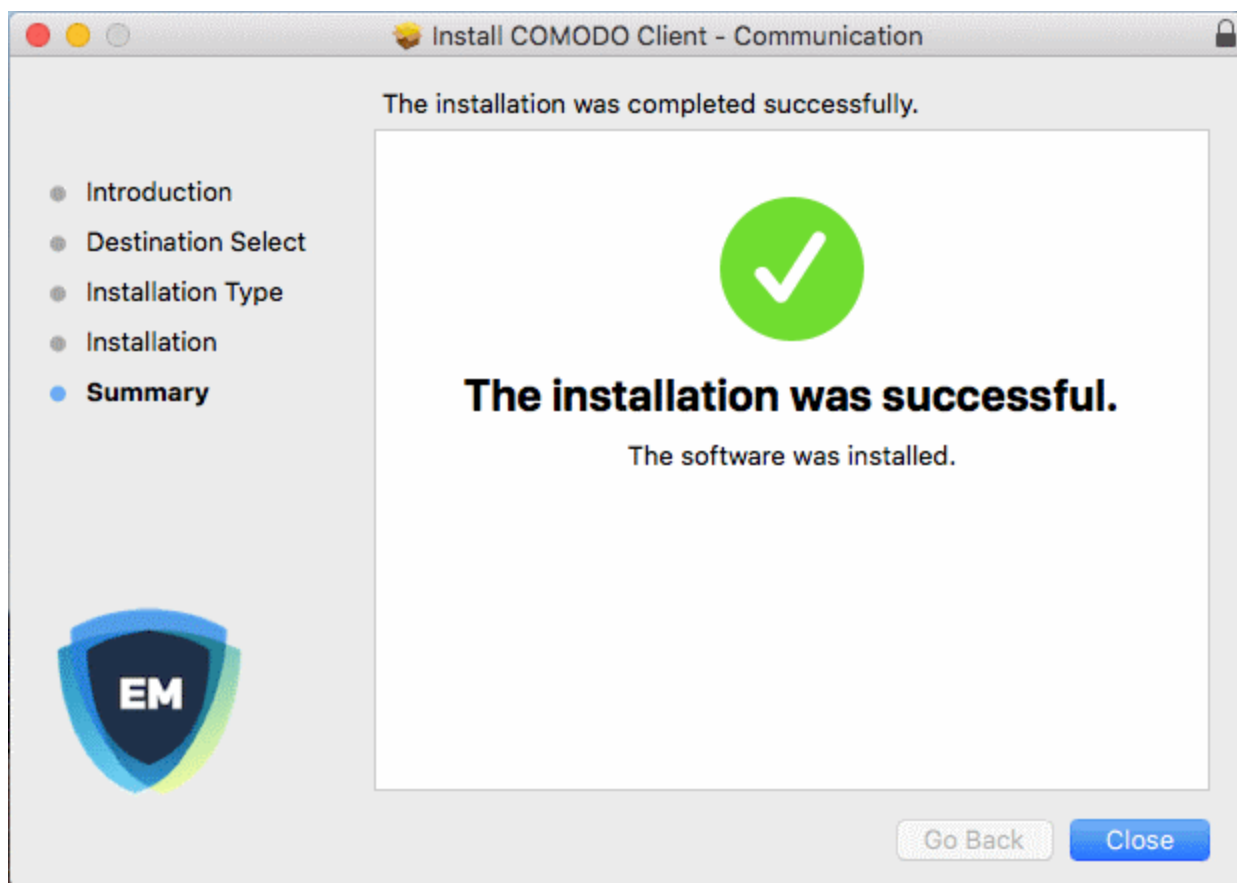 Install COMODO Client - Communication
The installation was completed successfully.
Introduction
Destination Select
Installation Type
Installation
Summary
The installation was successful.
The software was installed.
EM
Go Back
Close